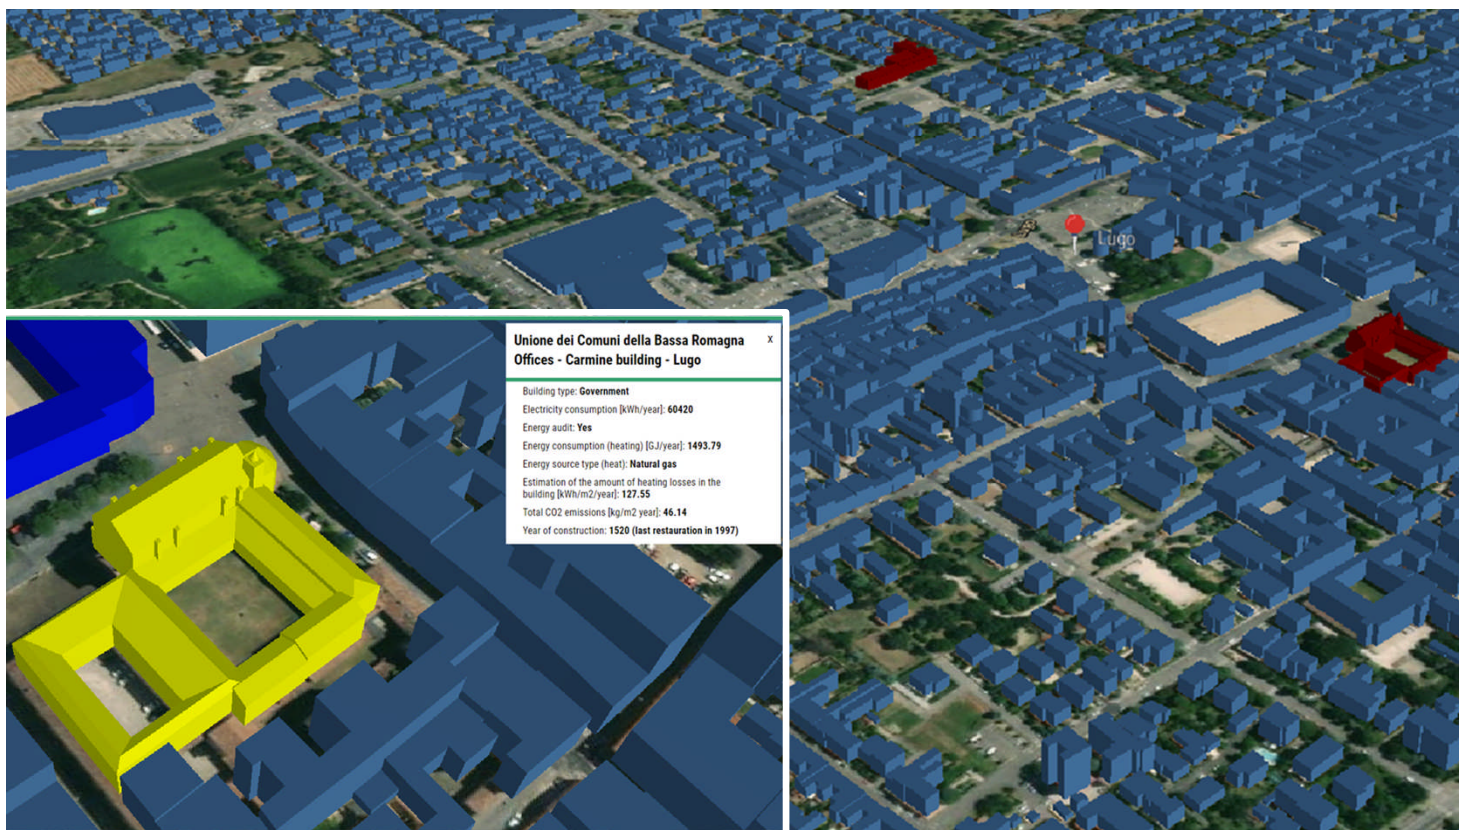 Lugo
Unione dei Comuni della Bassa Romagna x
Offices - Carmine building - Lugo
Building type: Government
Electricity consumption [kWh/year]: 60420
Energy audit: Yes
Energy consumption (heating) [GJ/year]: 1493.79
Energy source type (heat): Natural gas
Estimation of the amount of heating losses in the
building [kWh/m2/year]: 127.55
Total CO2 emissions [kg/m2 year]: 46.14
Year of construction: 1520 (last restauration in 1997)